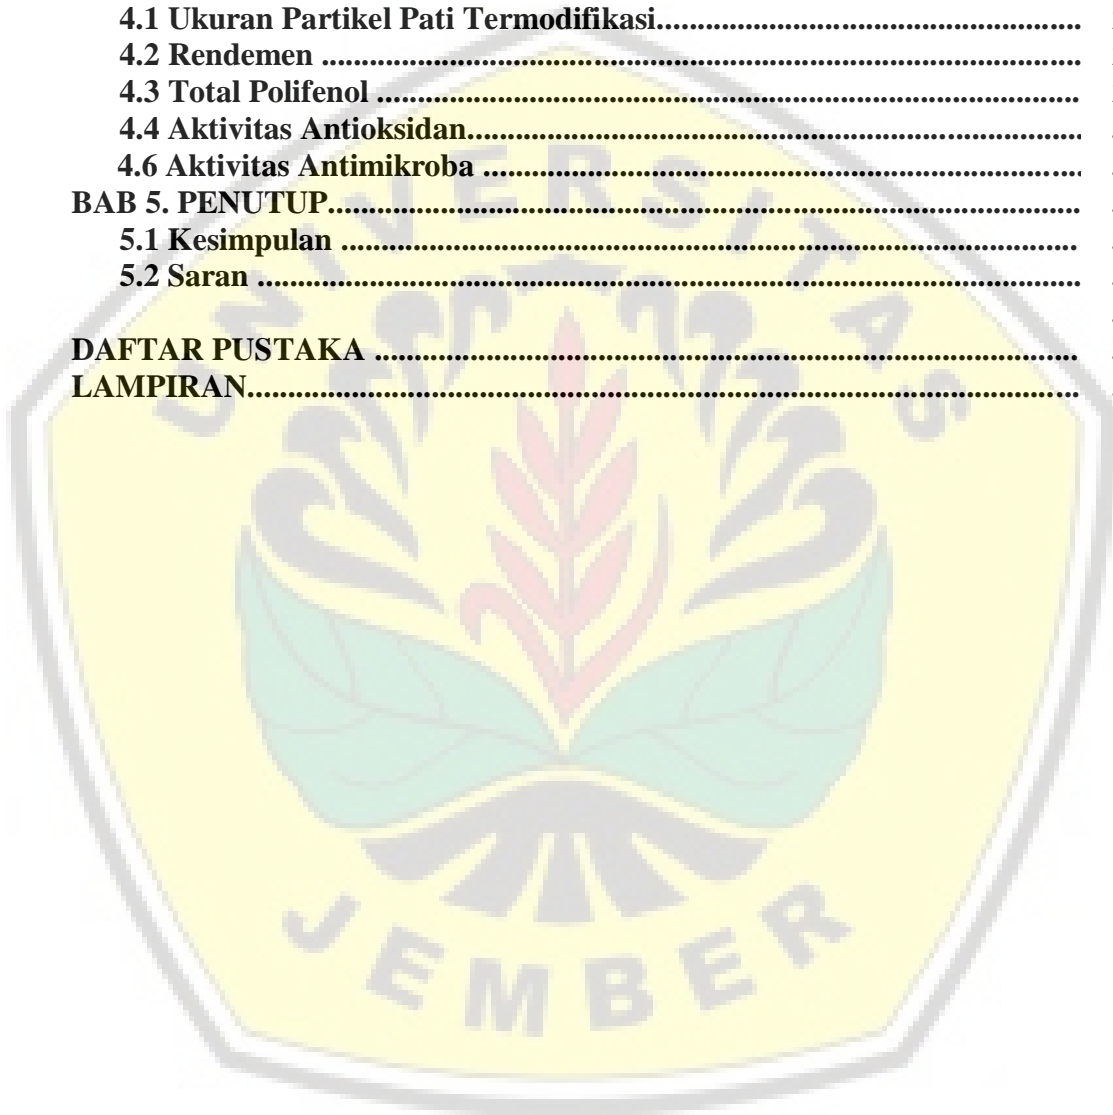 4.1 Ukuran Partikel Pati Termodifikasi.....................................................
4.2 Rendemen ...............................................................................................
4.3 Total Polifenol ........................................................................................
4.4 Aktivitas Antioksidan.............................................................................
4.6 Aktivitas Antimikroba ...........................................................................
BAB 5. PENUTUP..............................................................................................
5.1 Kesimpulan ............................................................................................
5.2 Saran .......................................................................................................
DAFTAR PUSTAKA ........................................................................................
LAMPIRAN........................................................................................................
UNIVERSITAS
JEMBER